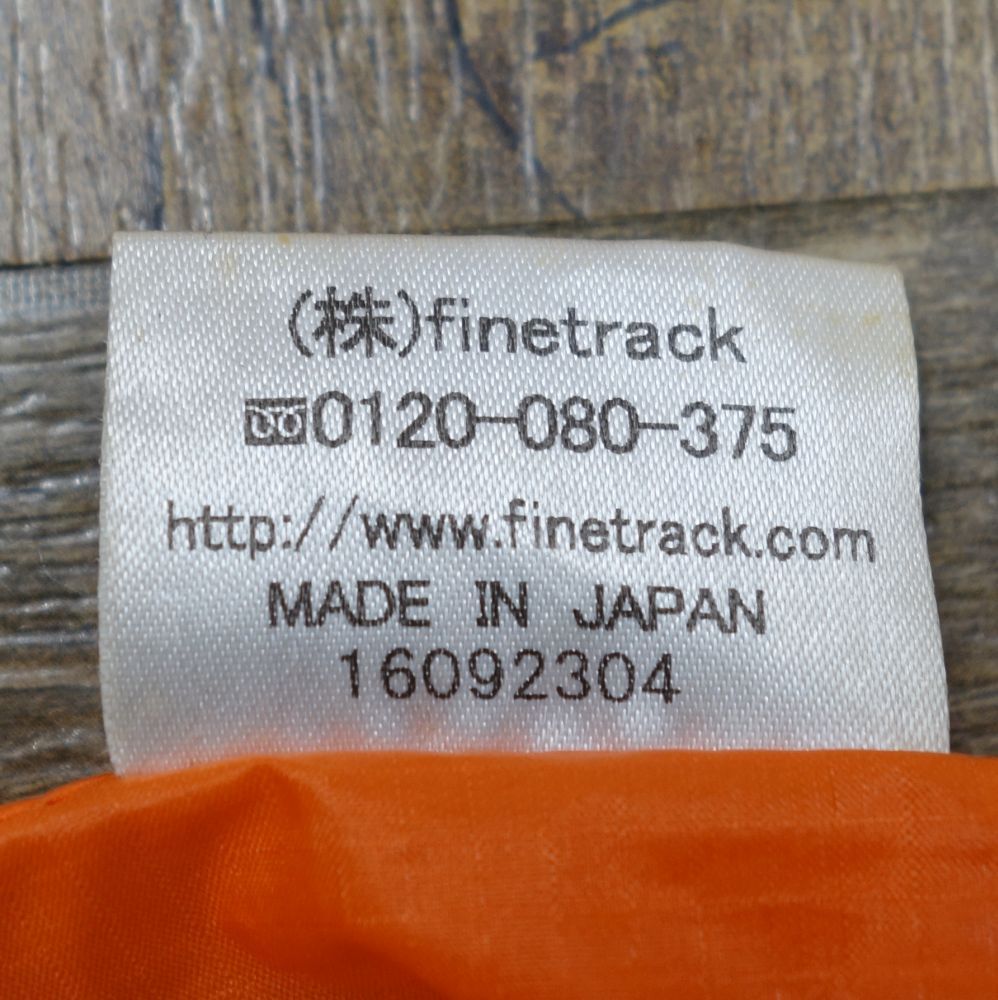 (株)finetrack
0120-080-375
http://www.finetrack.com
MADE IN JAPAN
16092304